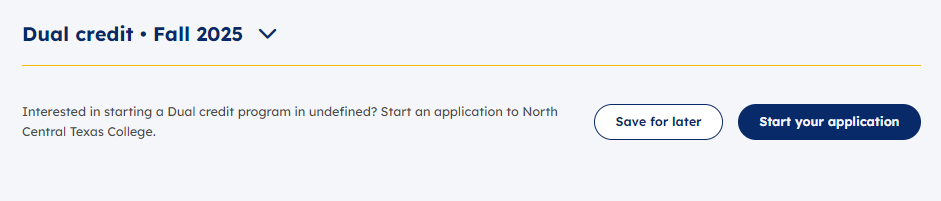 Dual credit • Fall 2025
Interested in starting a Dual credit program in undefined? Start an application to North
Central Texas College.
Save for later
Start your application